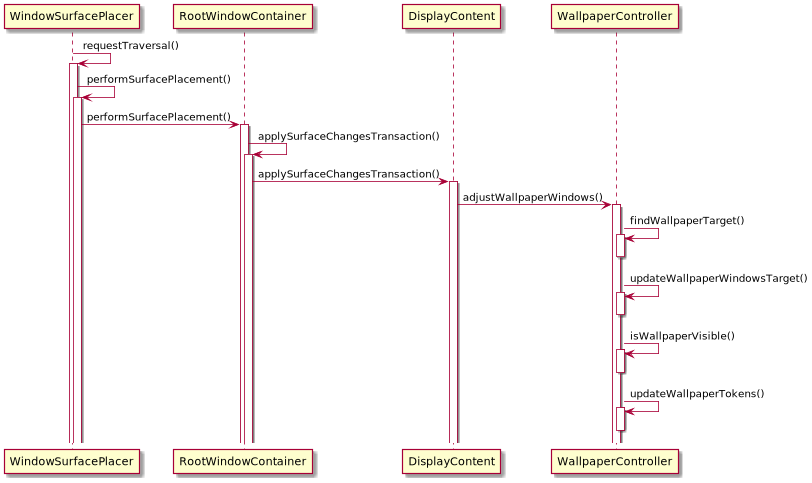 WindowSurfacePlacer
RootWindowContainer
DisplayContent
WallpaperController
requestTraversal()
performSurfacePlacement()
performSurfacePlacement()
applySurfaceChangesTransaction()
applySurfaceChangesTransaction()
adjustWallpaperWindows()
findWallpaperTarget()
updateWallpaperWindowsTarget()
isWallpaperVisible()
updateWallpaperTokens()
WindowSurfacePlacer
RootWindowContainer
DisplayContent
WallpaperController